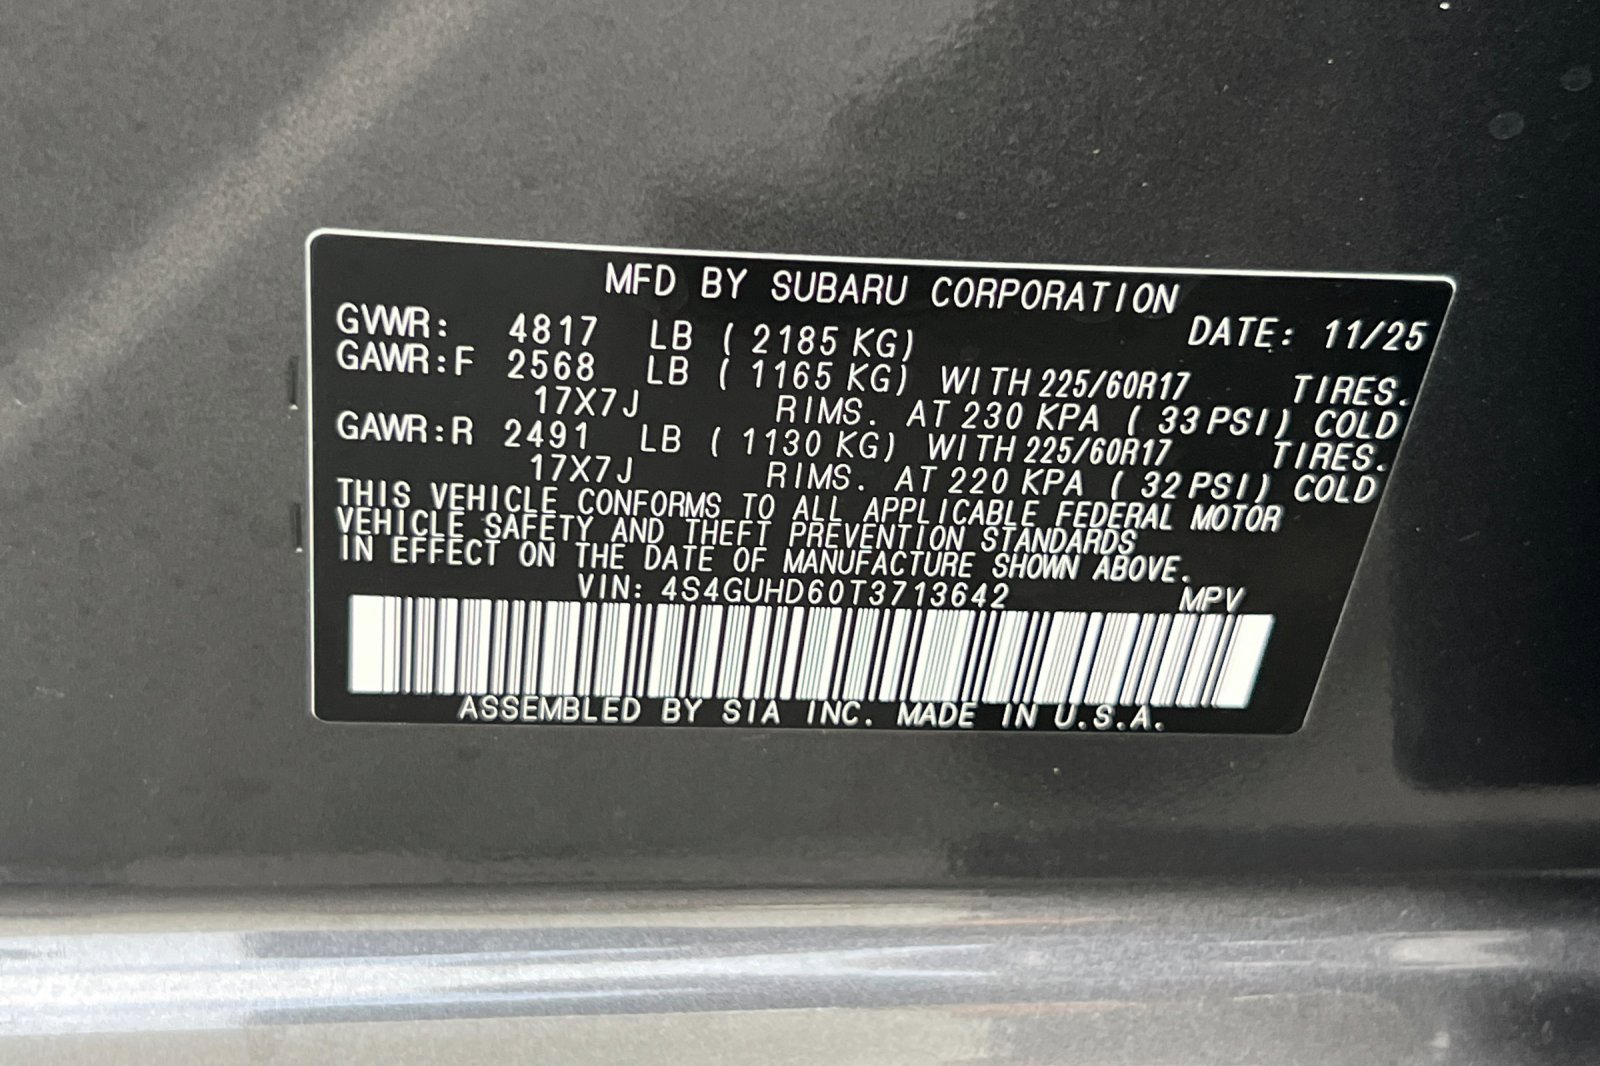 MFD BY SUBARU CORPORATION
GVWR: 4817 LB ( 2185 KG) DATE: 11/25
GAWR:F 2568 LB ( 1165 KG) WITH 225/60R17 TIRES.
17X7J RIMS. AT 230 KPA ( 33 PSI) COLD
GAWR:R 2491 LB ( 1130 KG) WITH 225/60R17 TIRES.
17X7J RIMS. AT 220 KPA ( 32 PSI) COLD
THIS VEHICLE CONFORMS TO ALL APPLICABLE FEDERAL MOTOR
VEHICLE SAFETY AND THEFT PREVENTION STANDARDS
IN EFFECT ON THE DATE OF MANUFACTURE SHOWN ABOVE.
VIN: 4S4GUHD60T3713642 MPV
ASSEMBLED BY SIA INC. MADE IN U.S.A.